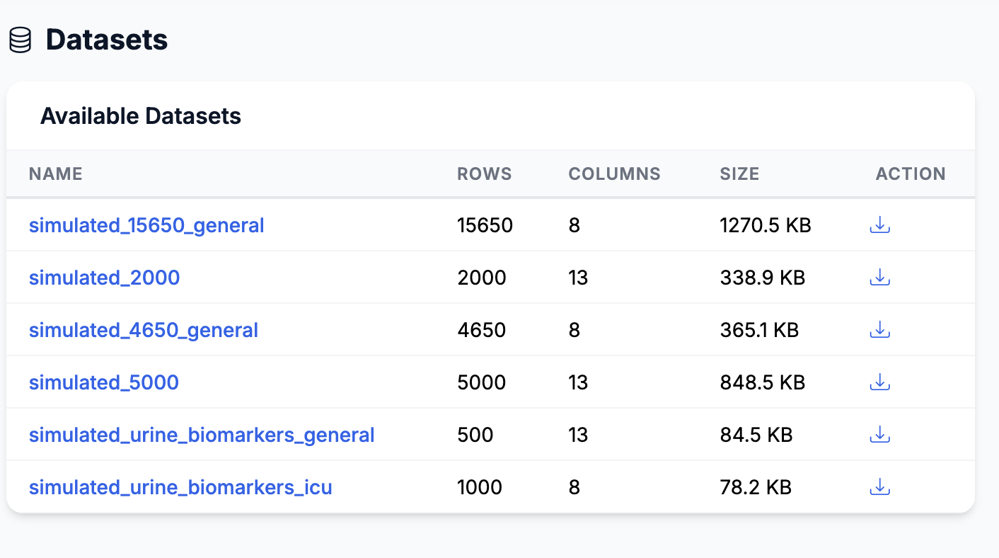 Datasets
Available Datasets
NAME ROWS COLUMNS SIZE ACTION
simulated_15650_general 15650 8 1270.5 KB
simulated_2000 2000 13 338.9 KB
simulated_4650_general 4650 8 365.1 KB
simulated_5000 5000 13 848.5 KB
simulated_urine_biomarkers_general 500 13 84.5 KB
simulated_urine_biomarkers_icu 1000 8 78.2 KB